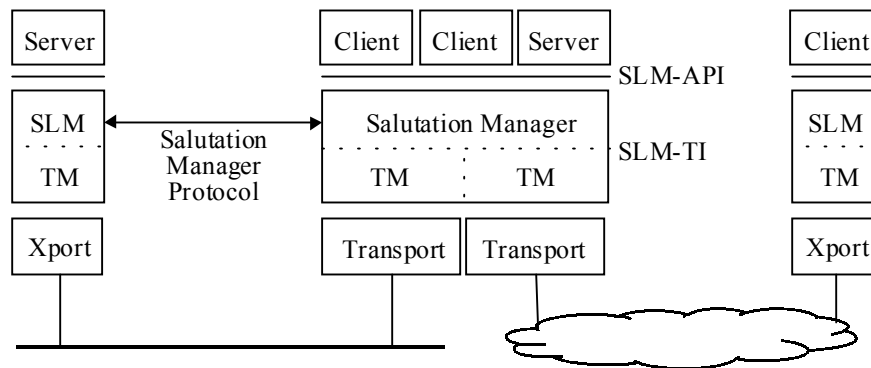 Server
Client
Client
Server
Client
SLM-API
SLM
Salutation Manager
SLM
Salutation
Manager
Protocol
SLM-TI
TM
TM
TM
TM
Xport
Transport
Transport
Xport